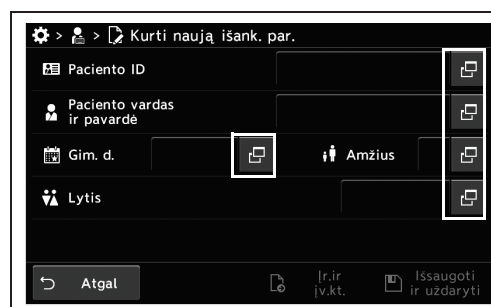 > > Kurti naują išank. par.
Paciento ID
Paciento vardas
ir pavardė
Gim. d.
Amžius
Lytis
Atgal
Įr.ir
įv.kt.
Išsaugoti
ir uždaryti